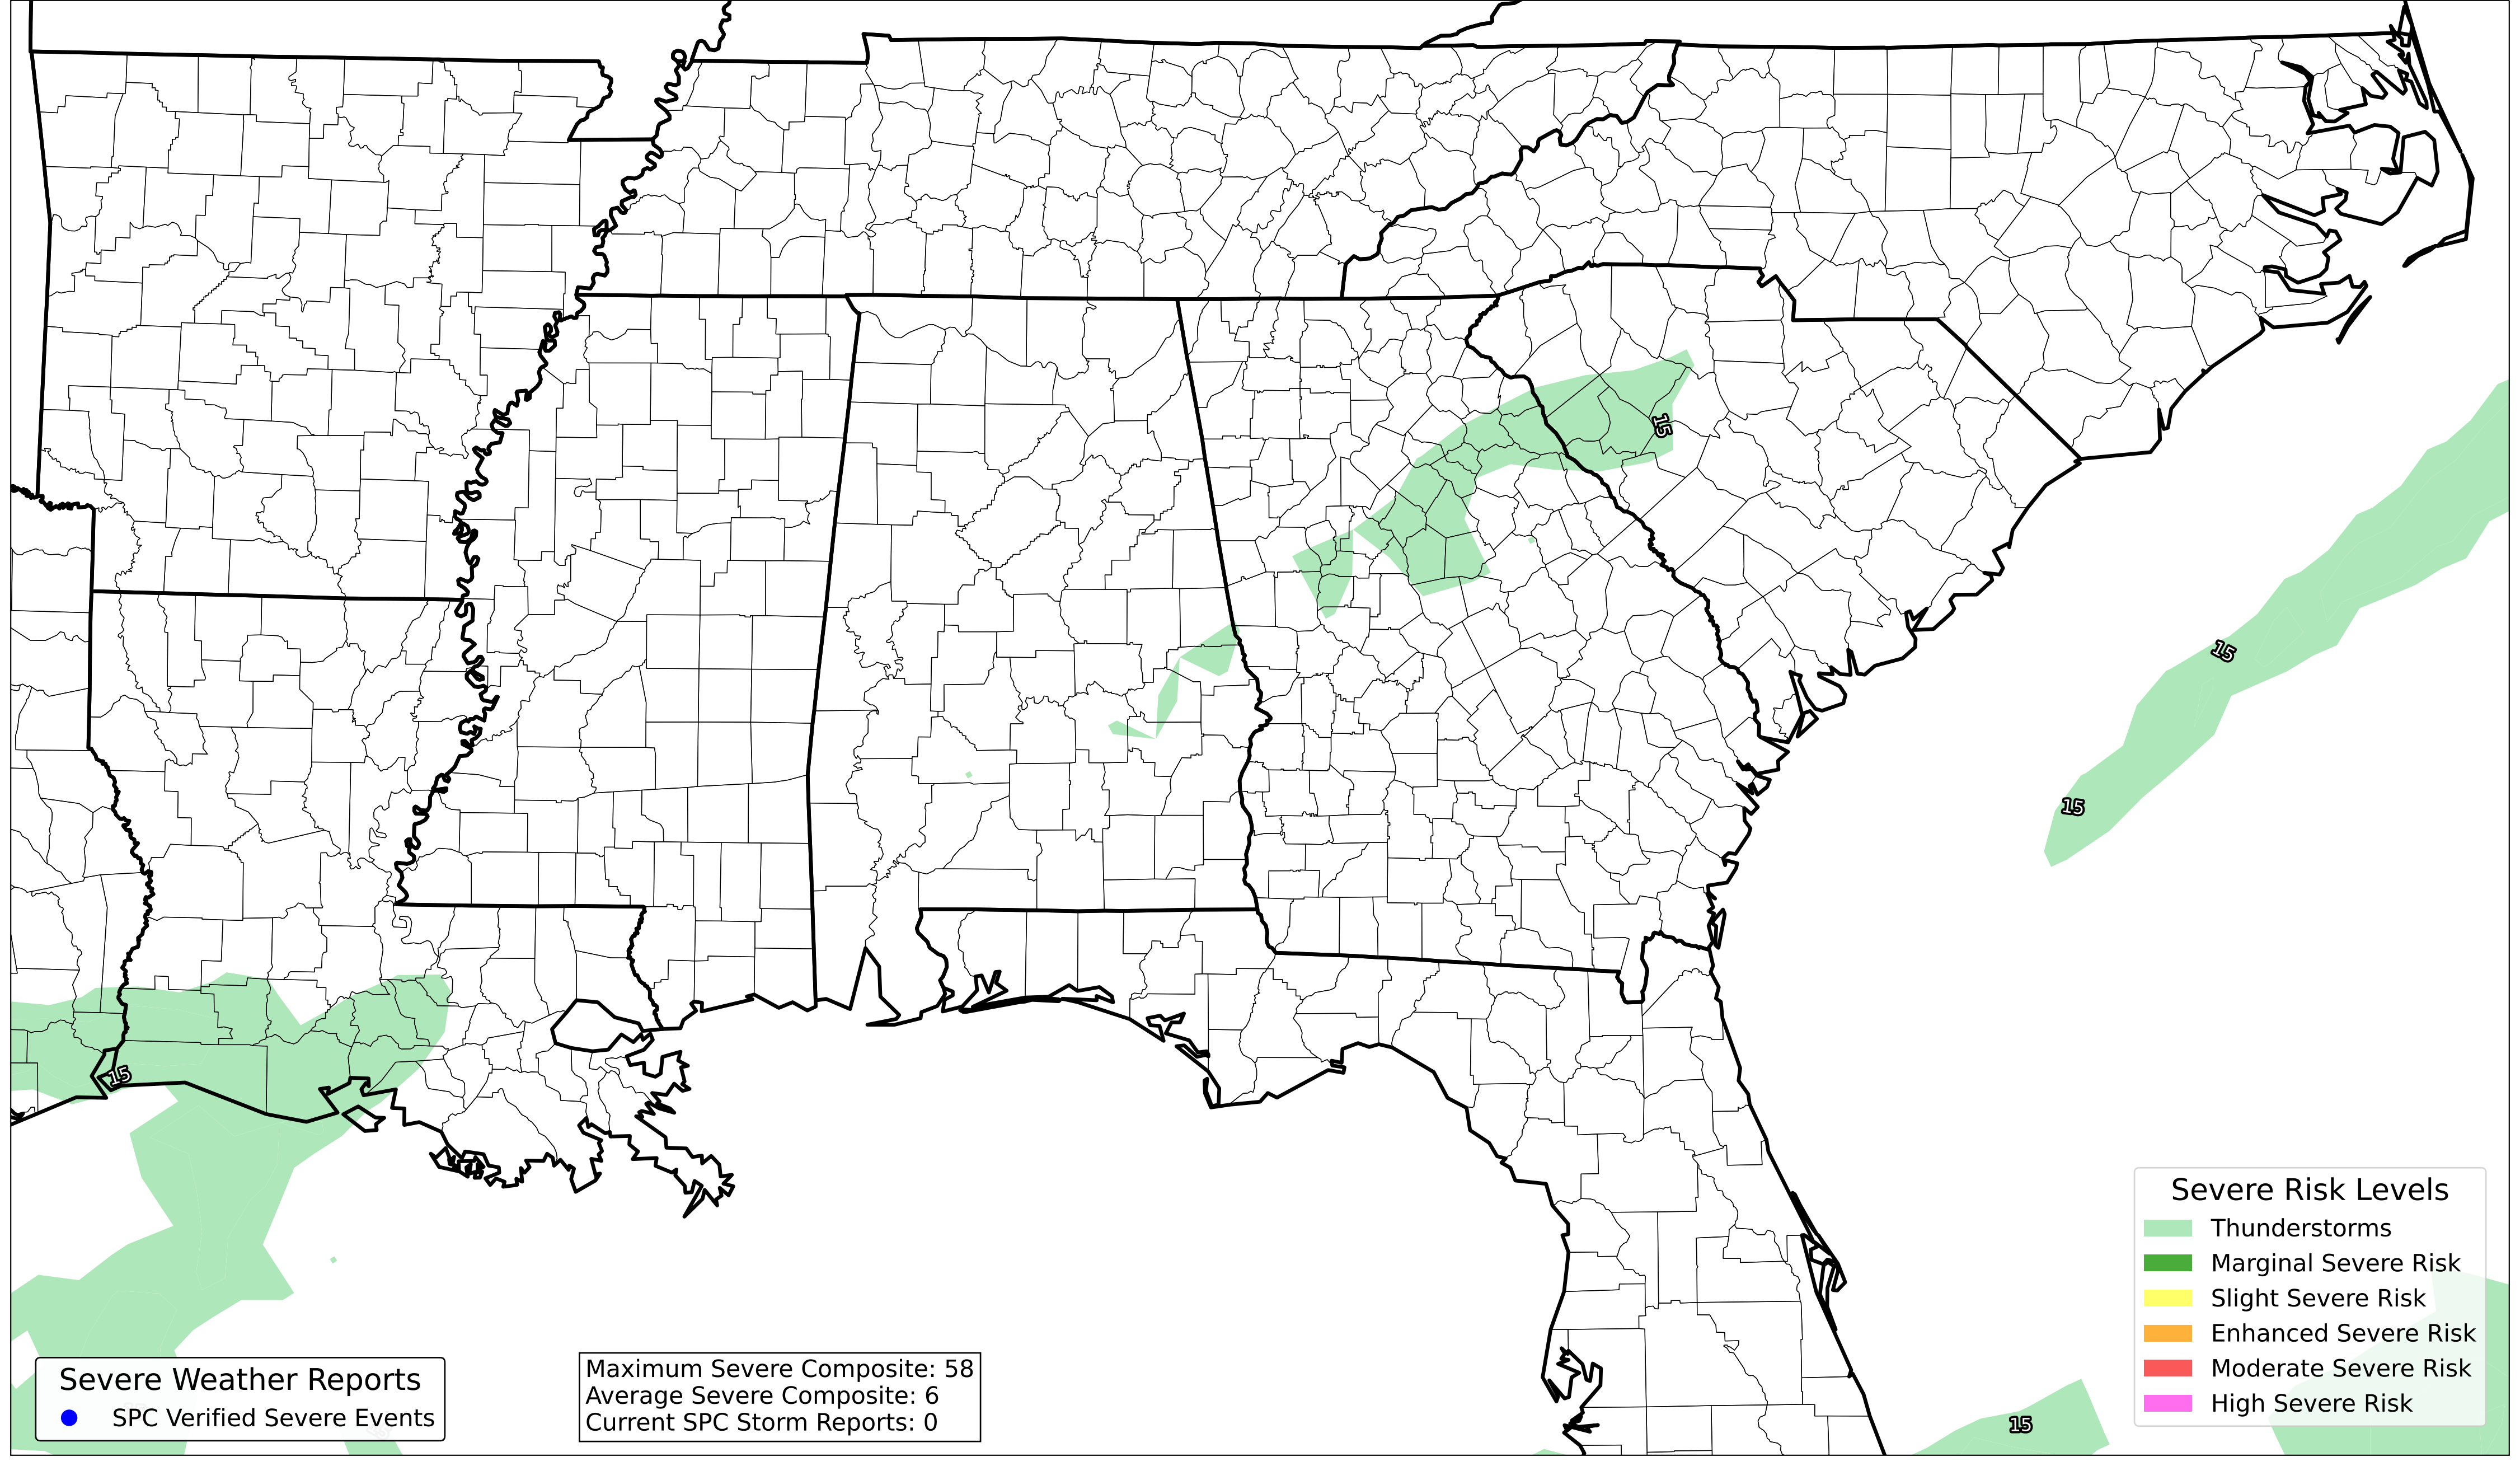 15
15
15
15
15
Severe Weather Reports
SPC Verified Severe Events
Maximum Severe Composite: 58
Average Severe Composite: 6
Current SPC Storm Reports: 0
Severe Risk Levels
Thunderstorms
Marginal Severe Risk
Slight Severe Risk
Enhanced Severe Risk
Moderate Severe Risk
High Severe Risk